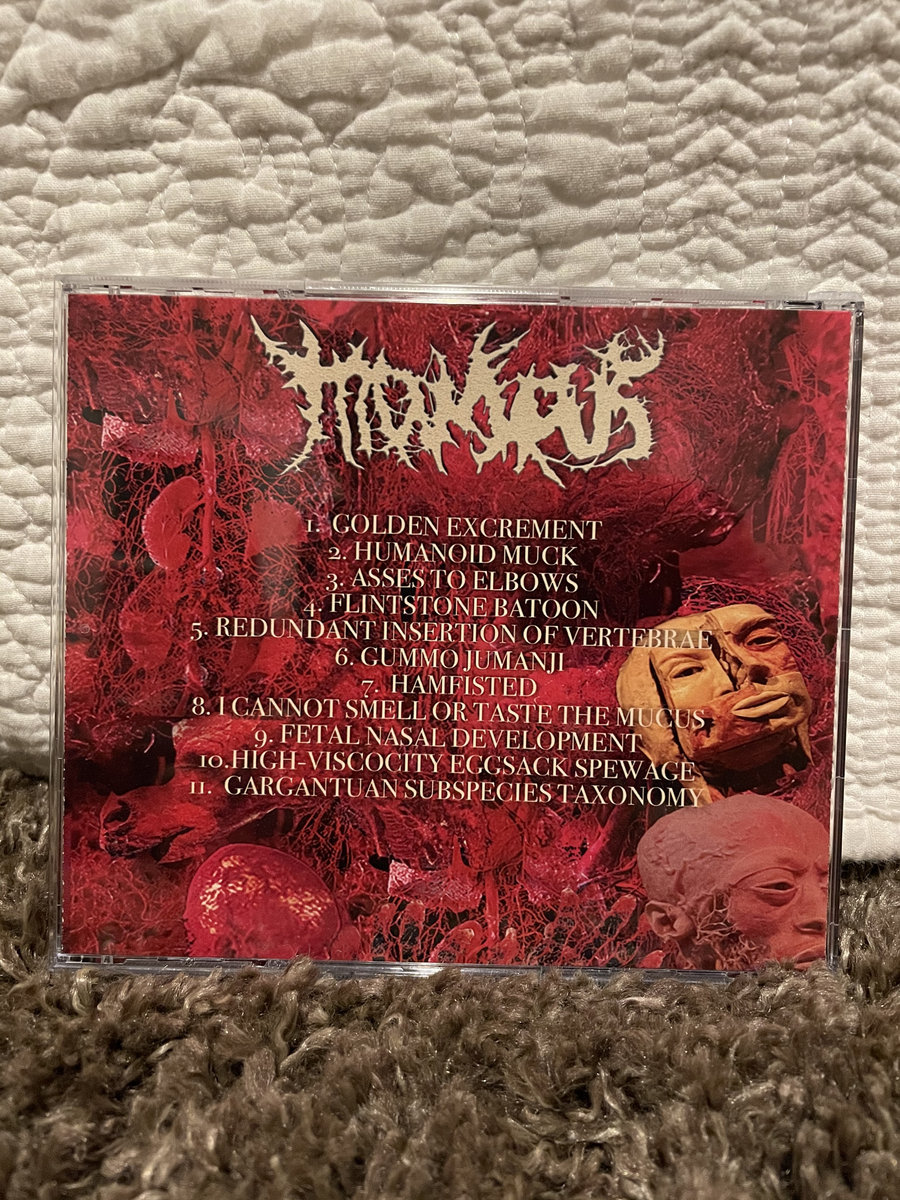 1. GOLDEN EXCREMENT
2. HUMANOID MUCK
3. ASSES TO ELBOWS
4. FLINTSTONE BATOON
5. REDUNDANT INSERTION OF VERTEBRAE
6. GUMMO JUMANJI
7. HAMFISTED
8. I CANNOT SMELL OR TASTE THE MUCUS
9. FETAL NASAL DEVELOPMENT
10. HIGH-VISCOCITY EGGSACK SPEWAGE
11. GARGANTUAN SUBSPECIES TAXONOMY